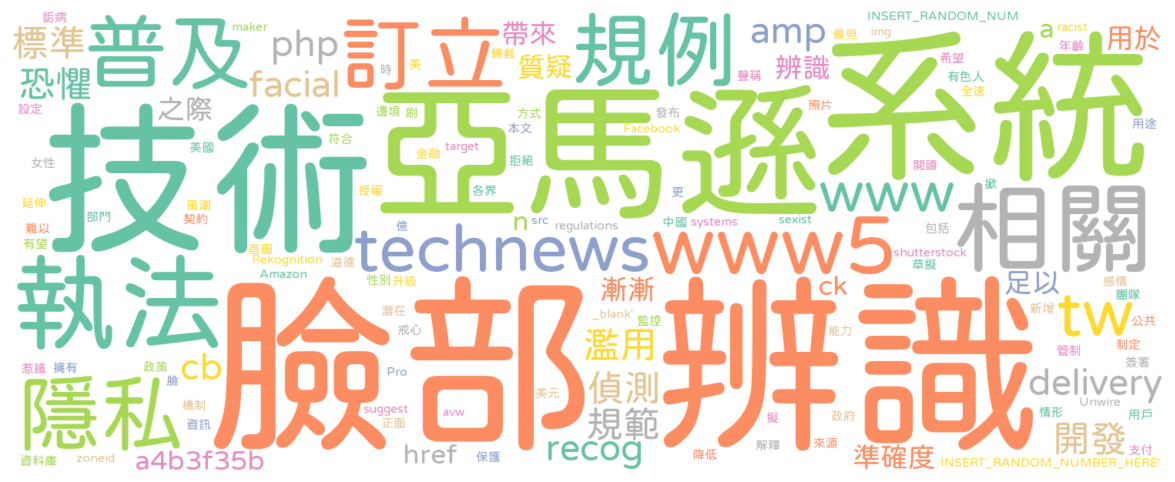 詬病
maker
INSERT_RANDOM_NUM
標準
普及
php
訂立
帶來
轉載
規例
amp
偏見
img
racist
a
年齡
用於
恐懼
facial
時
美
質疑
聲稱
辨識
希望
有色人
全速
系統
設定
之際
邊境
刷
方式
發布
照片
用途
技術
美國
符合
亞馬遜
本文
Facebook
女性
金融
target
拒絕
閱讀
授權
各界
更
www
掀
相關
延伸
部門
風潮
契約
n
src
regulations
中國
systems
sexist
包括
難以
有望
首圖
億
technews
www5
shutterstock
草擬
Rekognition
道德
Amazon
執法
性別
升級
漸漸
ck
足以
感情
團隊
臉部辨識
潛在
_blank'
監控
新增
tw
公共
戒心
濫用
能力
制定
惹議
擁有
政策
cb
臉
Pro
管制
簽署
隱私
美元
偵測
delivery
機制
資訊
suggest
正面
avw
規範
擬
政府
Unwire
情形
用戶
資料庫
zoneid
a4b3f35b
href
保護
recog
降低
解釋
來源
準確度
開發
支付
INSERT_RANDOM_NUMBER_HERE'